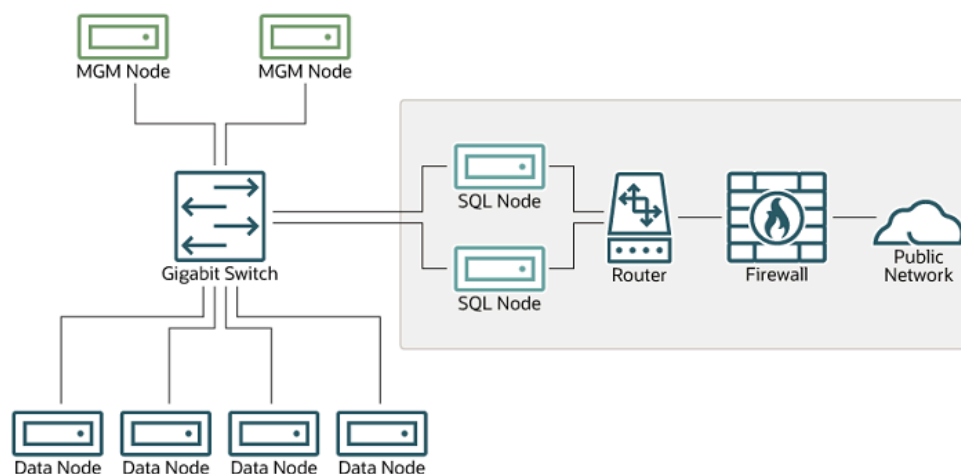 MGM Node
MGM Node
SQL Node
Gigabit Switch
SQL Node
Router
Firewall
Public
Network
Data Node
Data Node
Data Node
Data Node